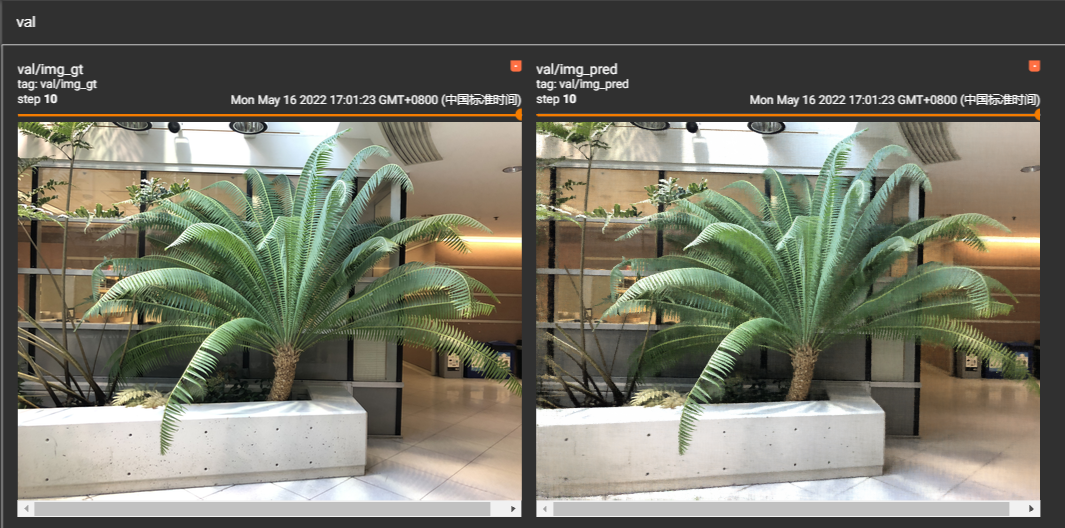 val
val/img_gt
tag: val/img_gt
step 10
Mon May 16 2022 17:01:23 GMT+0800 (中国标准时间)
val/img_pred
tag: val/img_pred
step 10
Mon May 16 2022 17:01:23 GMT+0800 (中国标准时间)